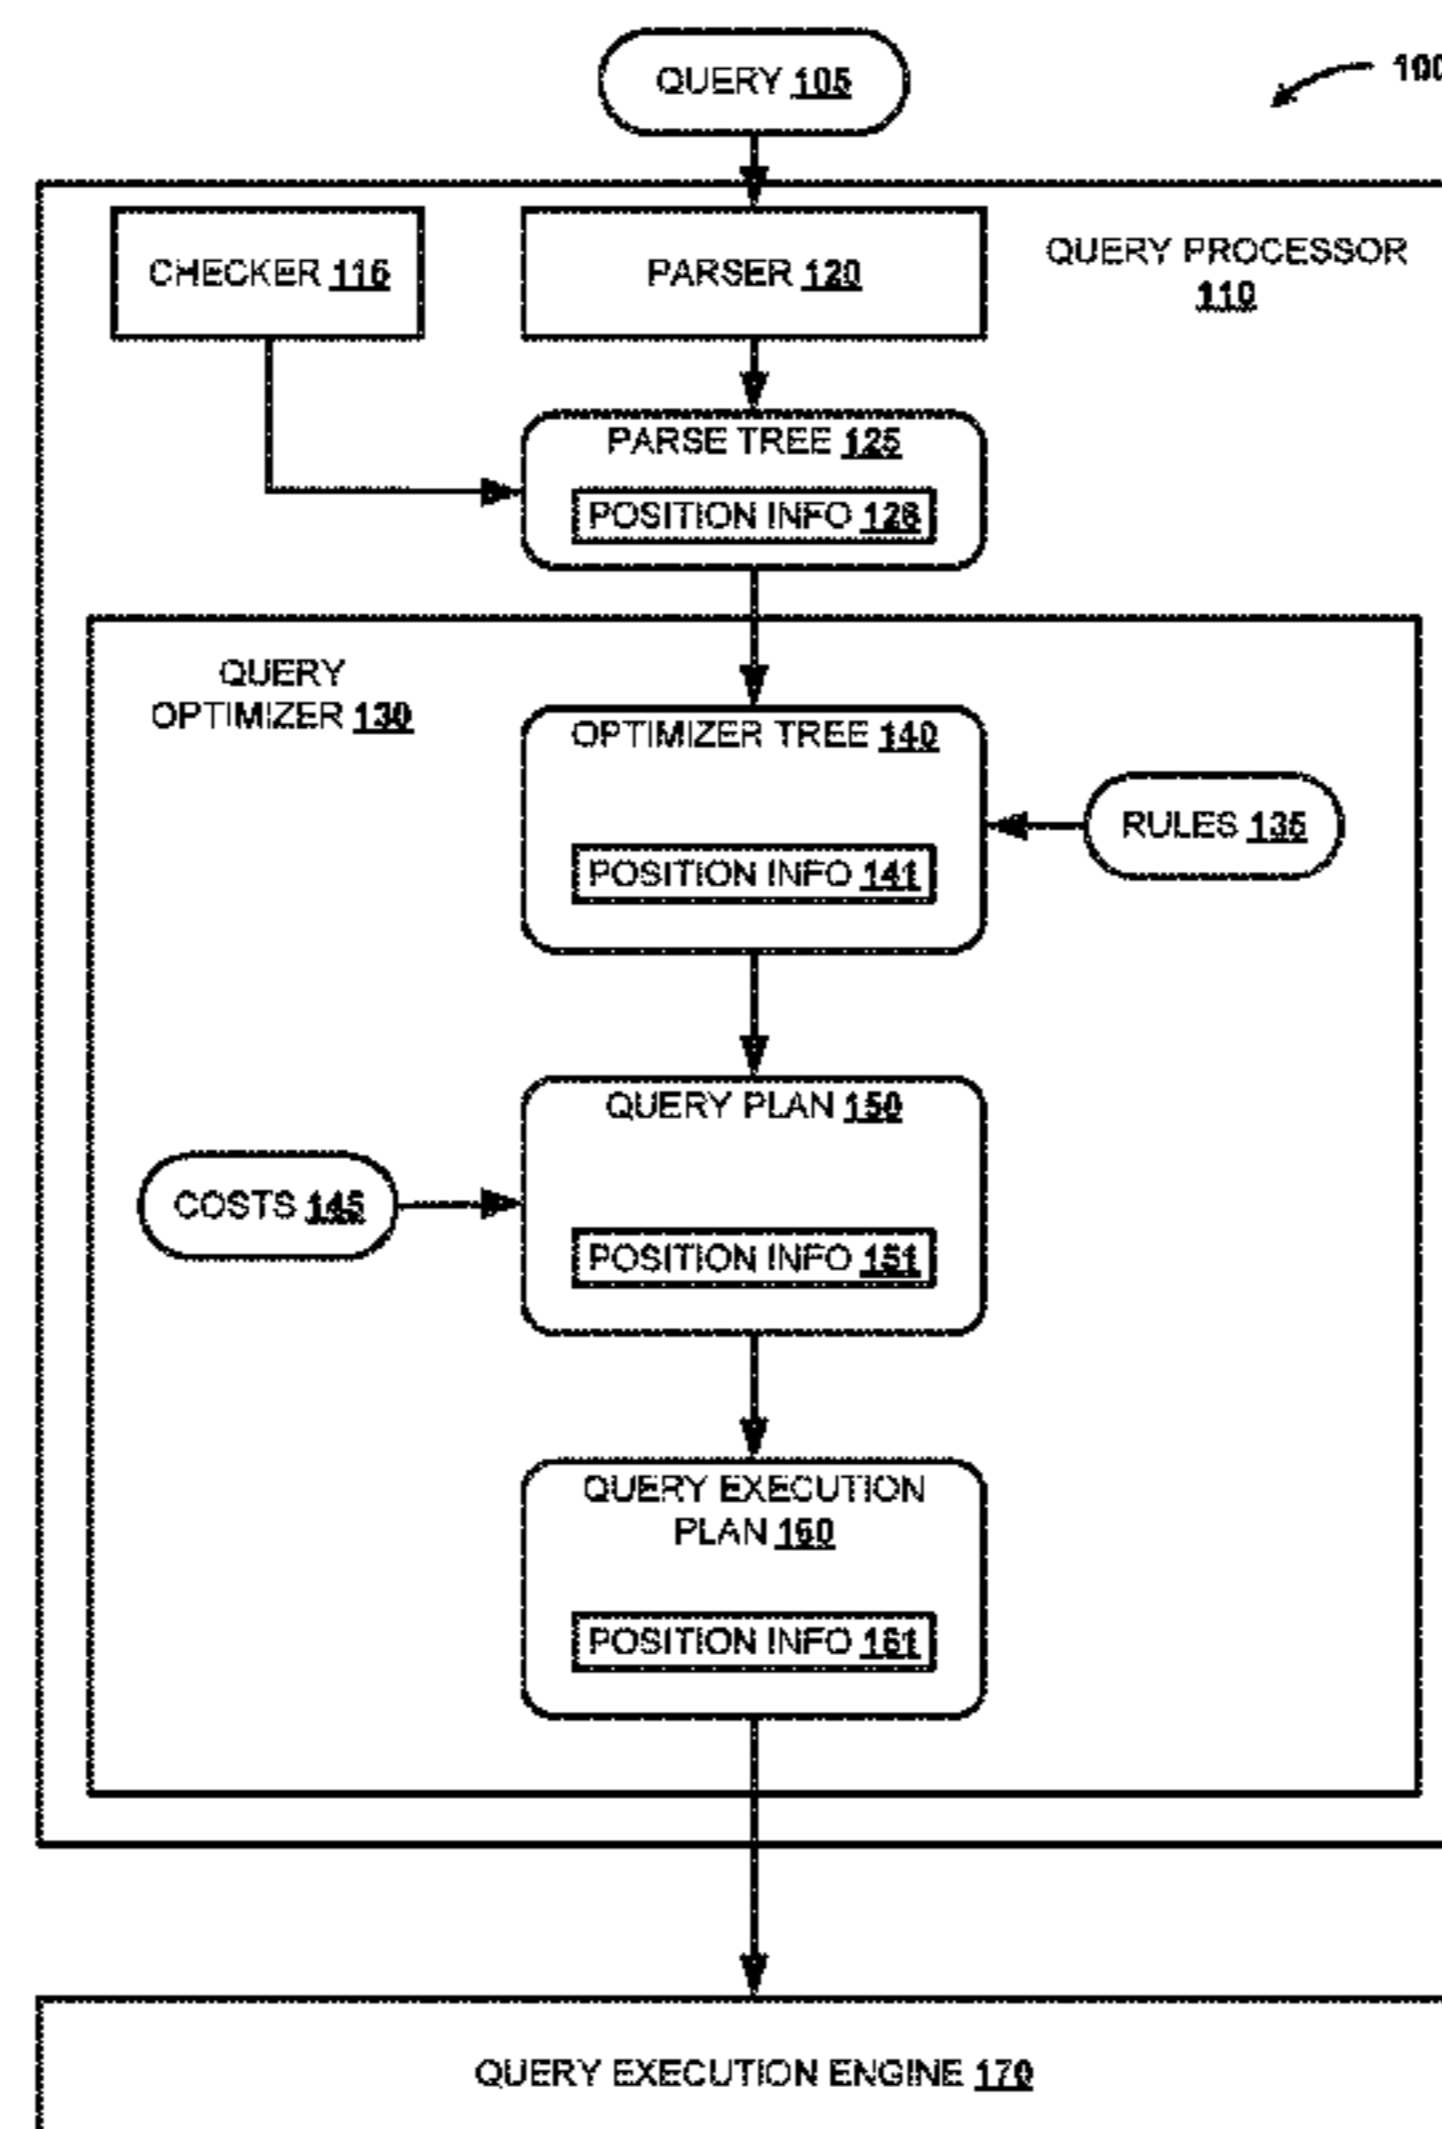 QUERY 105
100
CHECKER 115
PARSER 120
QUERY PROCESSOR
110
PARSE TREE 125
POSITION INFO 126
QUERY
OPTIMIZER 130
OPTIMIZER TREE 140
RULES 135
POSITION INFO 141
QUERY PLAN 150
COSTS 145
POSITION INFO 151
QUERY EXECUTION
PLAN 160
POSITION INFO 161
QUERY EXECUTION ENGINE 170